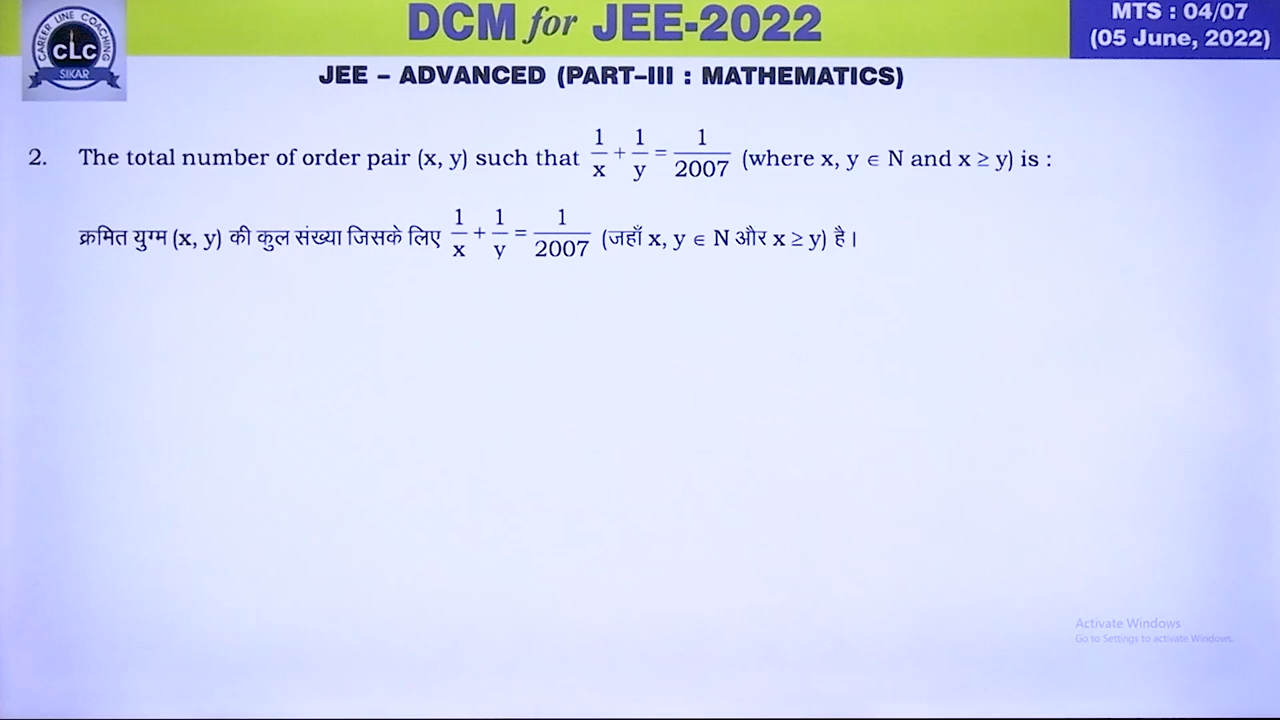 DCM for JEE-2022
MTS : 04/07
(05 June, 2022)
CAREER LINE COACHING
CLC
SIKAR
JEE – ADVANCED (PART–III : MATHEMATICS)
2. The total number of order pair (x, y) such that 1/x + 1/y = 1/2007 (where x, y ∈ N and x ≥ y) is :
क्रमित युग्म (x, y) की कुल संख्या जिसके लिए 1/x + 1/y = 1/2007 (जहाँ x, y ∈ N और x ≥ y) है।
Activate Windows
Go to Settings to activate Windows.